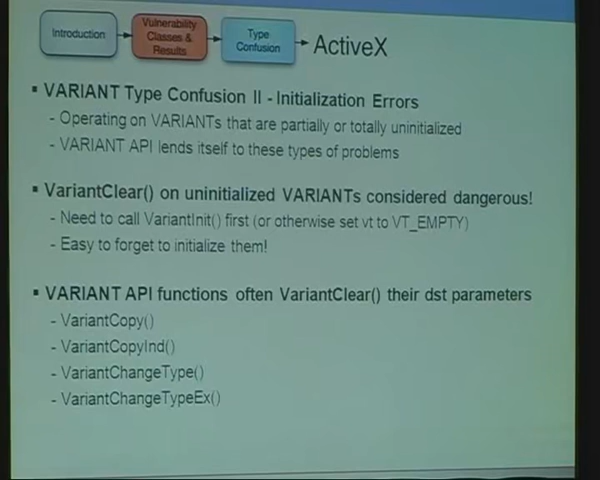 Introduction
Vulnerability
Classes &
Results
Type
Confusion
ActiveX
▪ VARIANT Type Confusion II - Initialization Errors
- Operating on VARIANTs that are partially or totally uninitialized
- VARIANT API lends itself to these types of problems
▪ VariantClear() on uninitialized VARIANTs considered dangerous!
- Need to call VariantInit() first (or otherwise set vt to VT_EMPTY)
- Easy to forget to initialize them!
▪ VARIANT API functions often VariantClear() their dst parameters
- VariantCopy()
- VariantCopyInd()
- VariantChangeType()
- VariantChangeTypeEx()